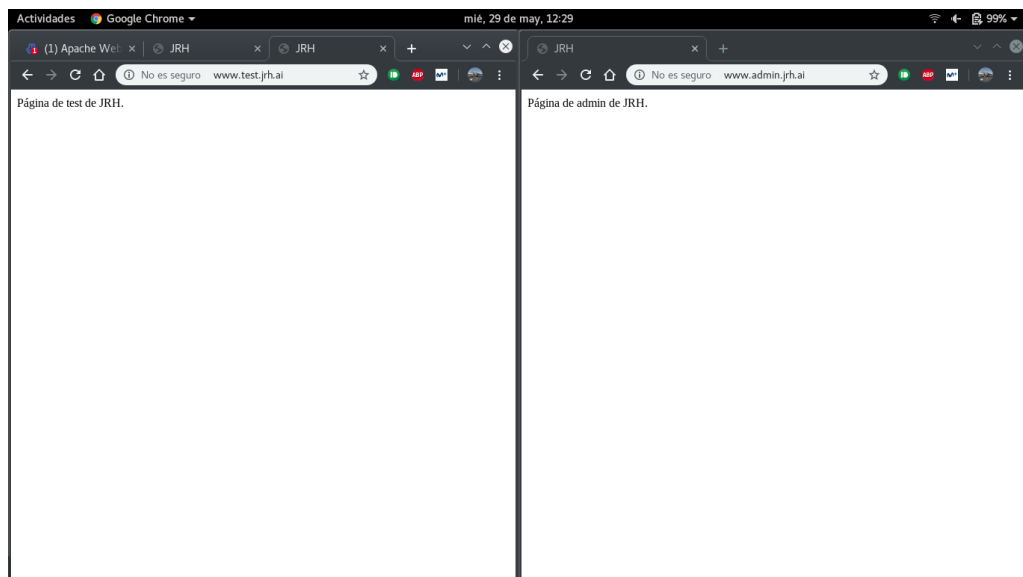 Actividades Google Chrome mié, 29 de may, 12:29 99%
(1) Apache Web JRH JRH
No es seguro www.test.jrh.ai ABP
Página de test de JRH.
JRH
No es seguro www.admin.jrh.ai ABP
Página de admin de JRH.